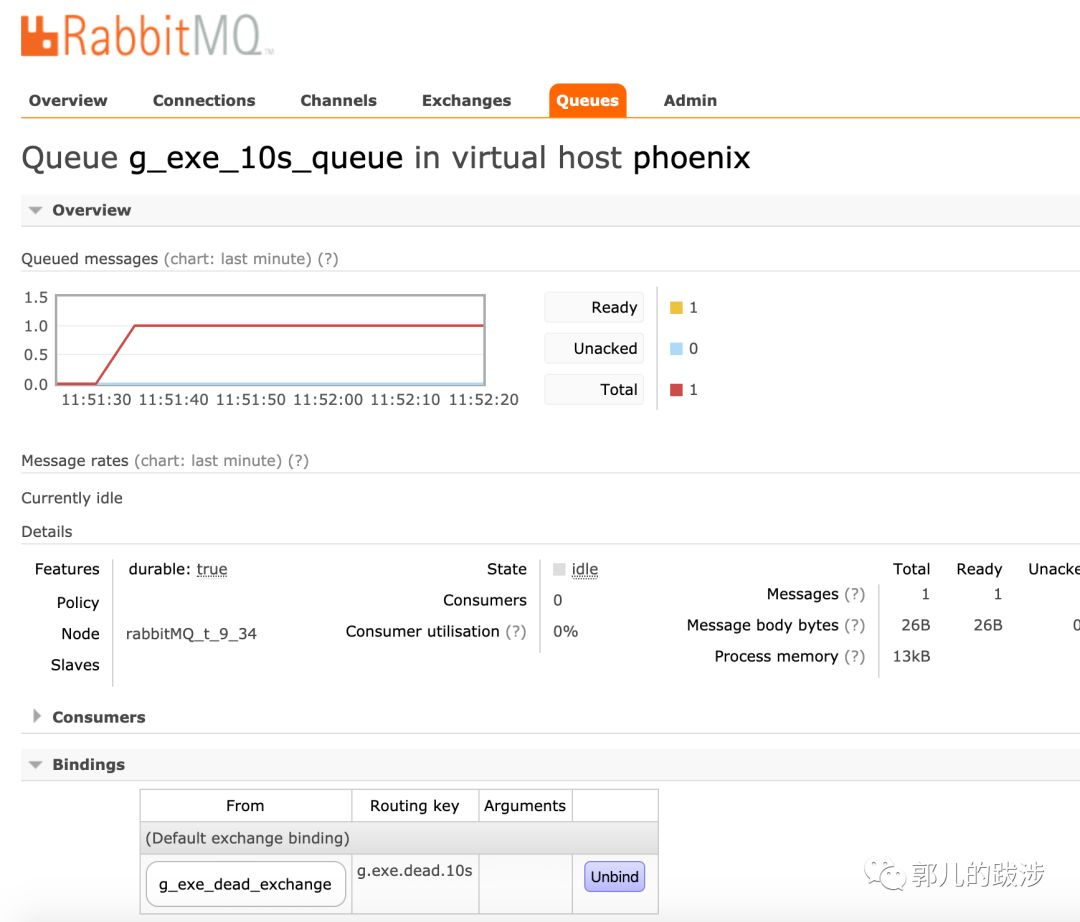 RabbitMQ TM
Overview Connections Channels Exchanges Queues Admin
Queue g_exe_10s_queue in virtual host phoenix
Overview
Queued messages (chart: last minute) (?)
1.5
1.0
0.5
0.0
11:51:30 11:51:40 11:51:50 11:52:00 11:52:10 11:52:20
Ready 1
Unacked 0
Total 1
Message rates (chart: last minute) (?)
Currently idle
Details
Features durable: true
Policy
Node rabbitMQ_t_9_34
Slaves
State idle
Consumers 0
Consumer utilisation (?) 0%
Total Ready Unacke
Messages (?) 1 1
Message body bytes (?) 26B 26B 0
Process memory (?) 13kB
Consumers
Bindings
From Routing key Arguments
(Default exchange binding)
g_exe_dead_exchange g.exe.dead.10s Unbind
郭儿的跋涉